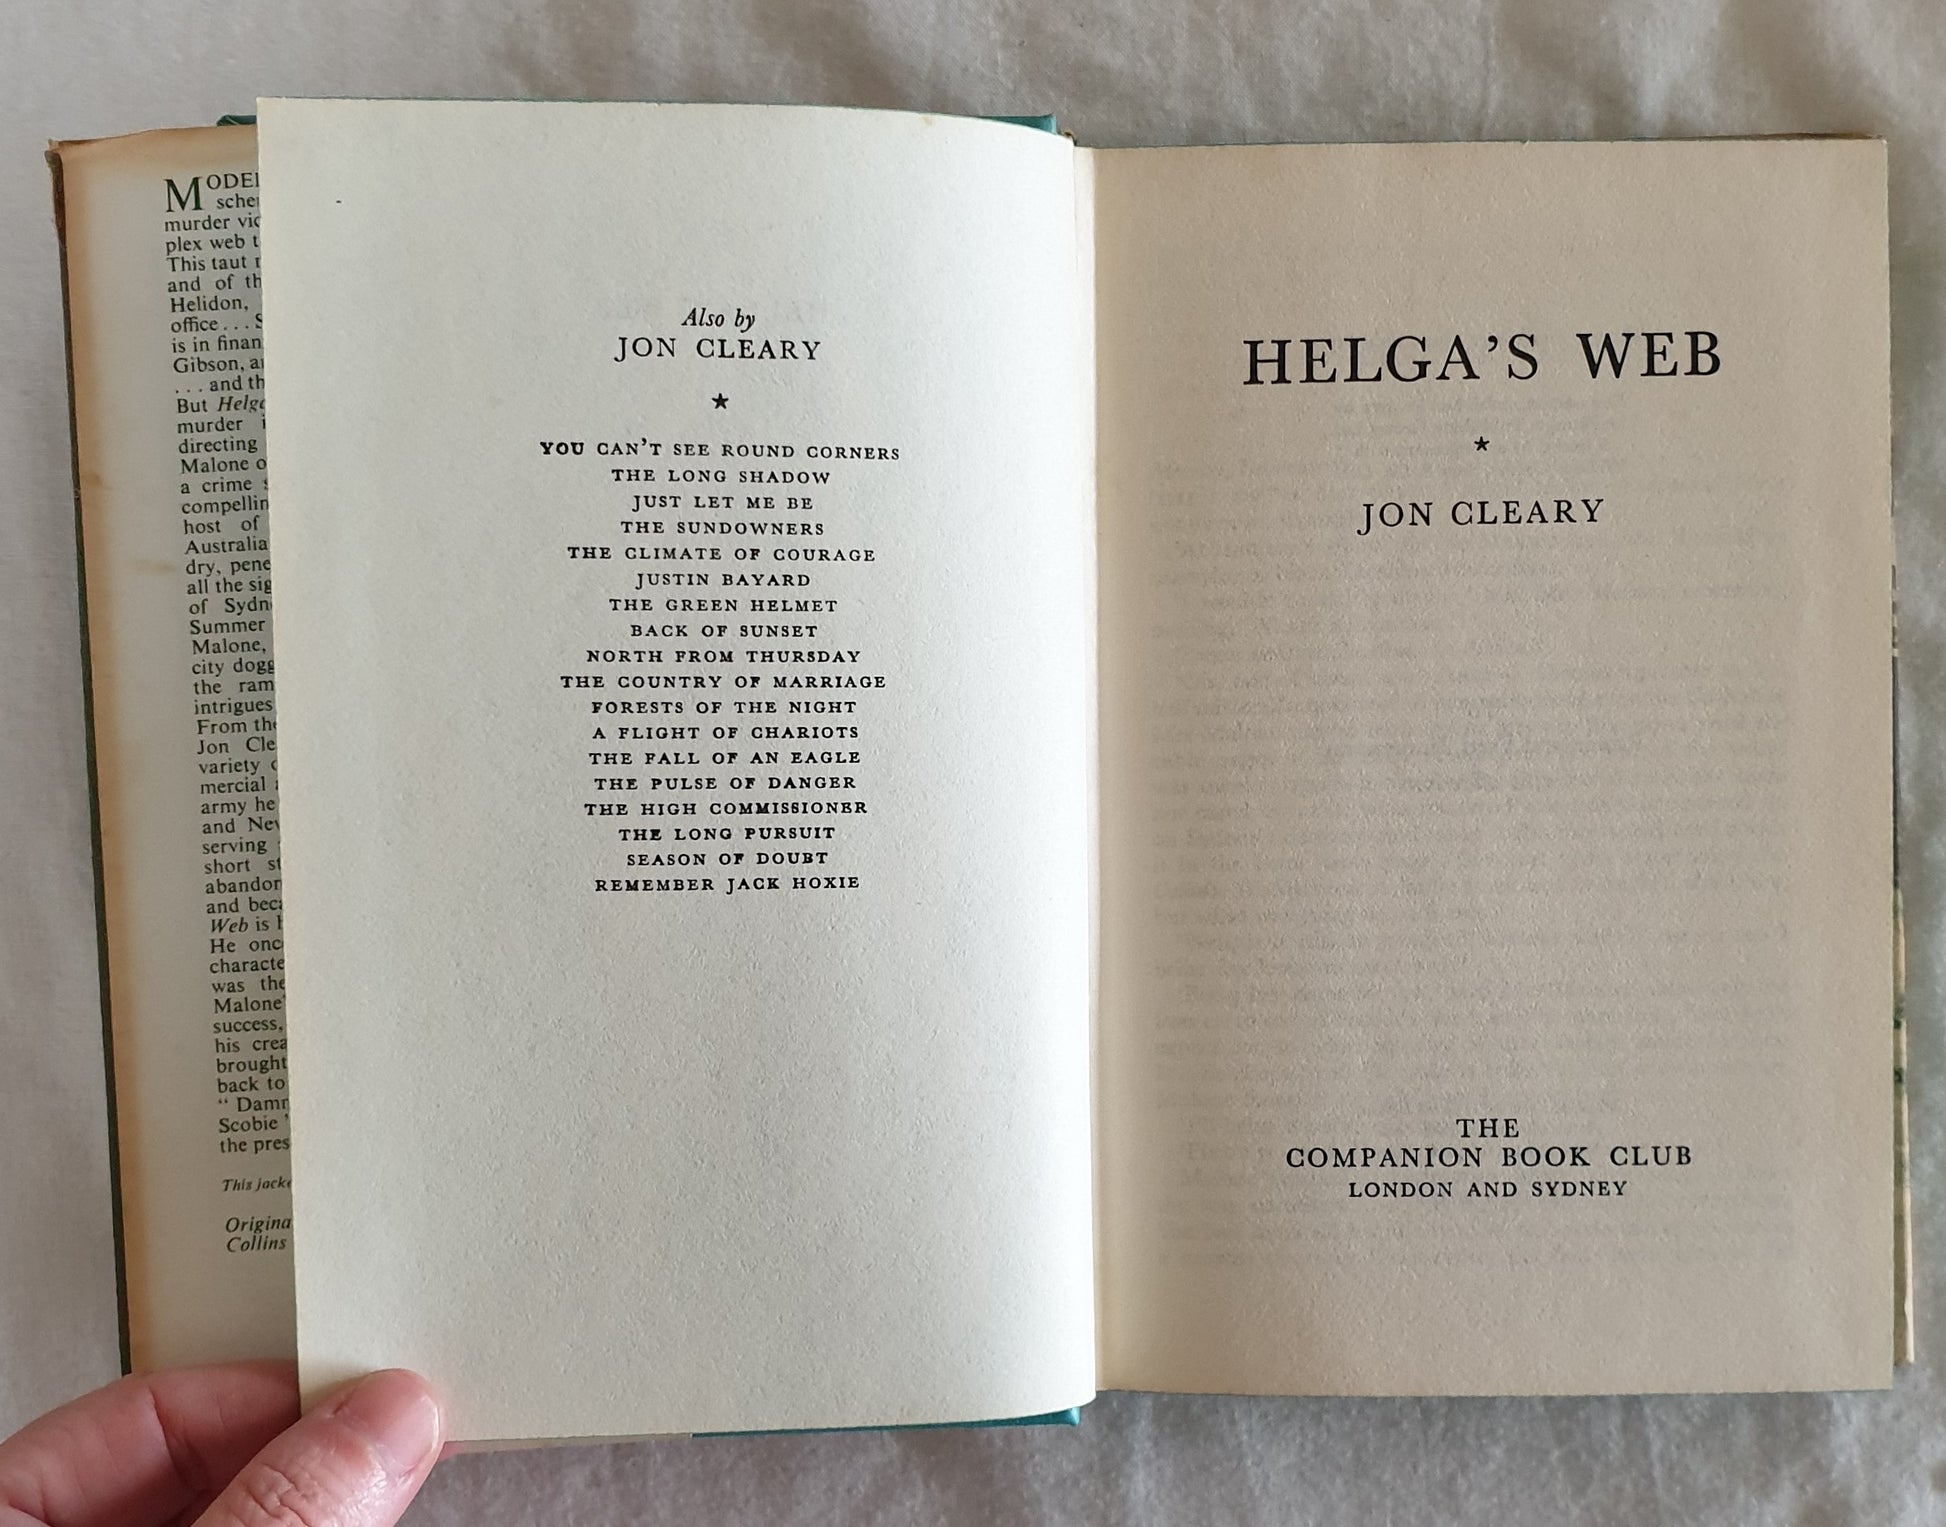 MODE
sche
murder vic
plex web t
This taut
and of th
Helidon,
office...S
is in finan
Gibson, a
...and th
But Helg
murder i
directing
Malone o
a crime s
compellin
host of
Australia
dry, pene
all the sig
of Sydn
Summer
Malone,
city dogg
the ram
intrigues
From the
Jon Cle
variety
mercial
army he
and Nev
serving
short st
abandon
and beca
Web is h
He onc
characte
was the
Malone'
success,
his crea
brought
back to
“ Damn
Scobie '
the pres
This jacke
Origina
Collins
Also by
JON CLEARY
★
YOU CAN'T SEE ROUND CORNERS
THE LONG SHADOW
JUST LET ME BE
THE SUNDOWNERS
THE CLIMATE OF COURAGE
JUSTIN BAYARD
THE GREEN HELMET
BACK OF SUNSET
NORTH FROM THURSDAY
THE COUNTRY OF MARRIAGE
FORESTS OF THE NIGHT
A FLIGHT OF CHARIOTS
THE FALL OF AN EAGLE
THE PULSE OF DANGER
THE HIGH COMMISSIONER
THE LONG PURSUIT
SEASON OF DOUBT
REMEMBER JACK HOXIE
HELGA'S WEB
★
JON CLEARY
THE
COMPANION BOOK CLUB
LONDON AND SYDNEY